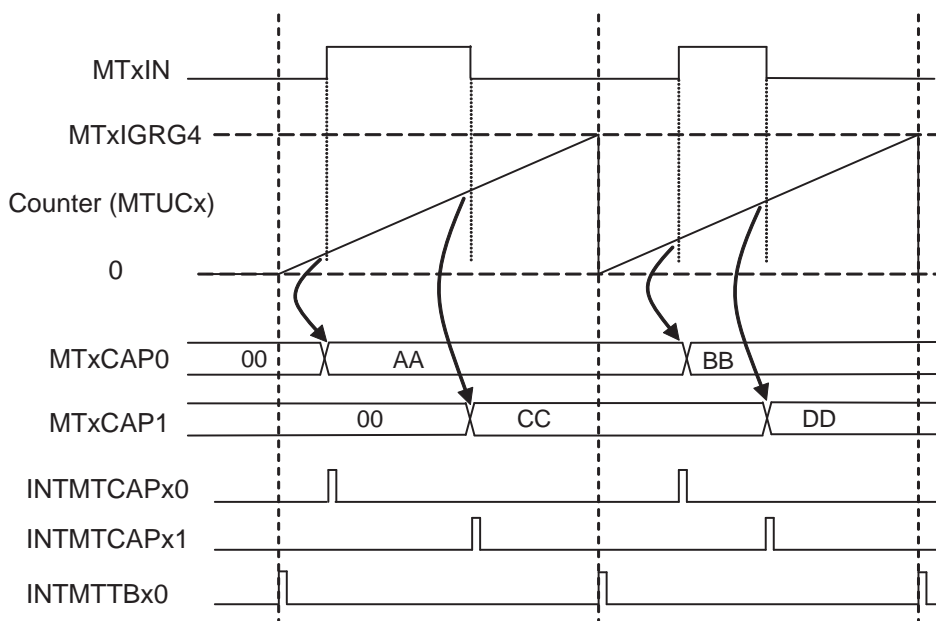 MTxIN
MTxIGRG4
Counter (MTUCx)
0
MTxCAP0 00 AA BB
MTxCAP1 00 CC DD
INTMTCAPx0
INTMTCAPx1
INTMTTBx0